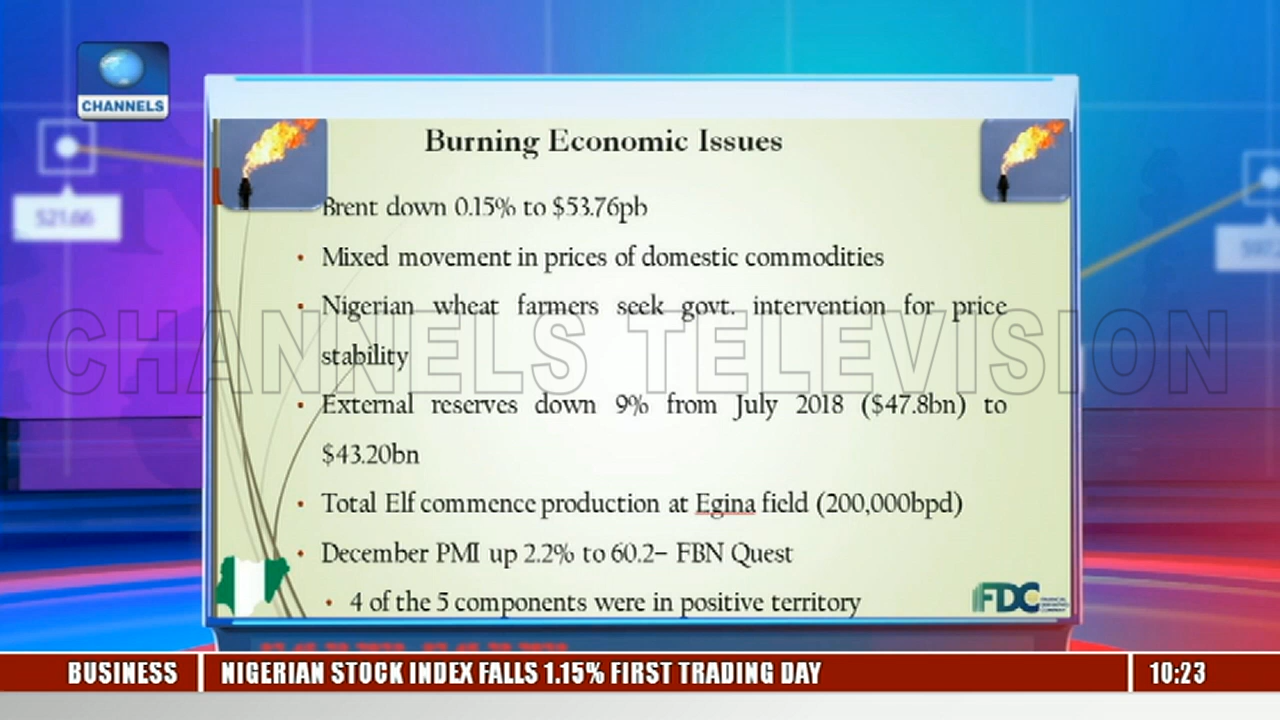 CHANNELS
Burning Economic Issues
Brent down 0.15% to $53.76pb
• Mixed movement in prices of domestic commodities
• Nigerian wheat farmers seek govt. intervention for price
stability
CHANNELS TELEVISION
• External reserves down 9% from July 2018 ($47.8bn) to
$43.20bn
• Total Elf commence production at Egina field (200,000bpd)
• December PMI up 2.2% to 60.2– FBN Quest
• 4 of the 5 components were in positive territory
FDC
BUSINESS
NIGERIAN STOCK INDEX FALLS 1.15% FIRST TRADING DAY
10:23